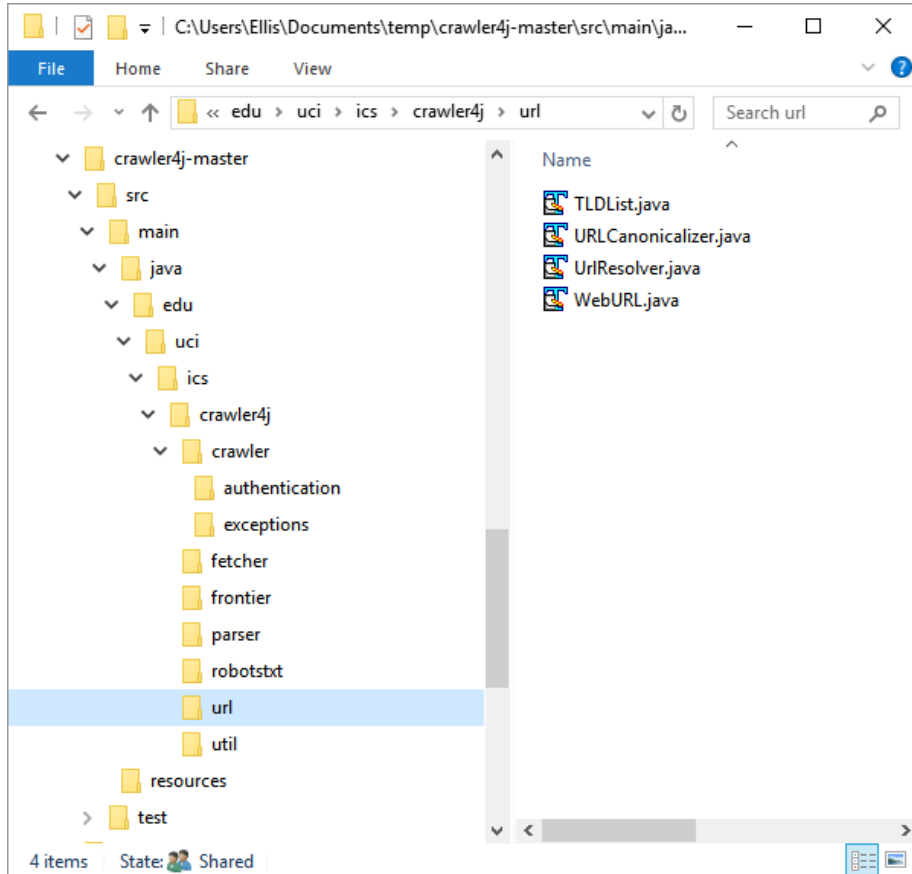 C:\Users\Ellis\Documents\temp\crawler4j-master\src\main\ja...
File Home Share View
« edu › uci › ics › crawler4j › url Search url
crawler4j-master
src
main
java
edu
uci
ics
crawler4j
crawler
authentication
exceptions
fetcher
frontier
parser
robotstxt
url
util
resources
test
Name
TLDList.java
URLCanonicalizer.java
UrlResolver.java
WebURL.java
4 items State: Shared